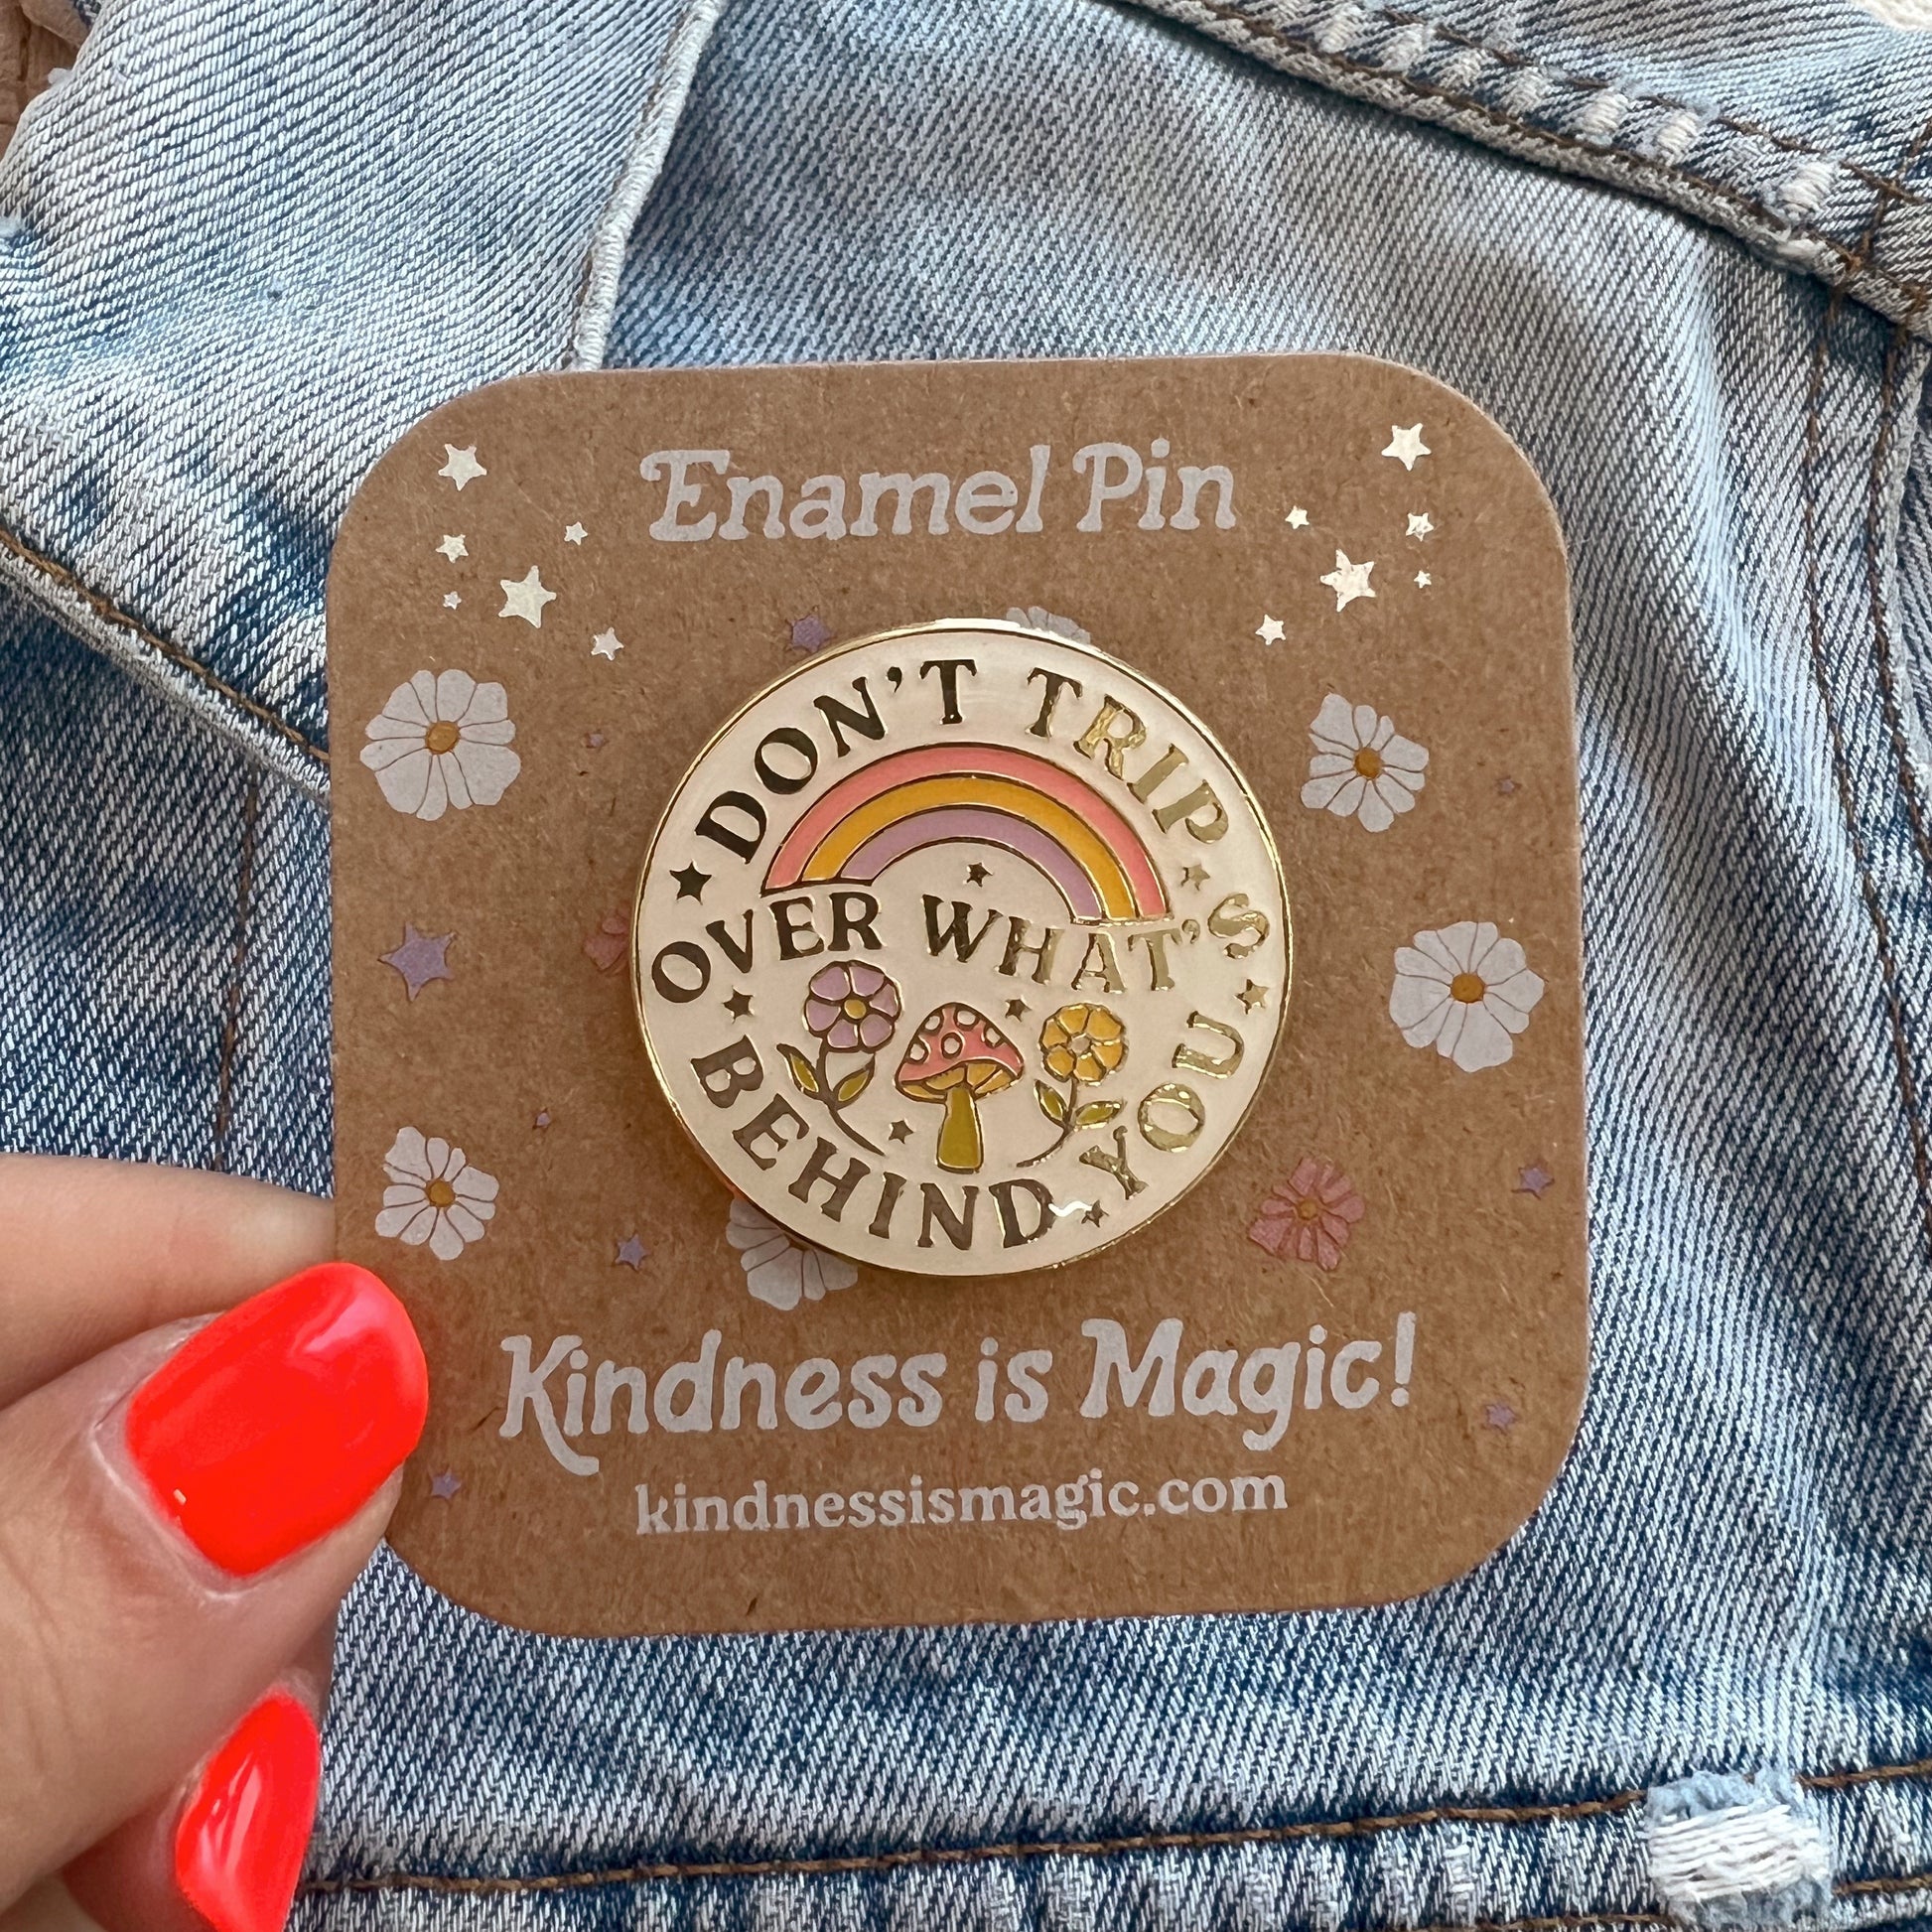 Enamel Pin
DON'T TRIP
OVER WHAT'S
BEHIND YOU
Kindness is Magic!
kindnessismagic.com